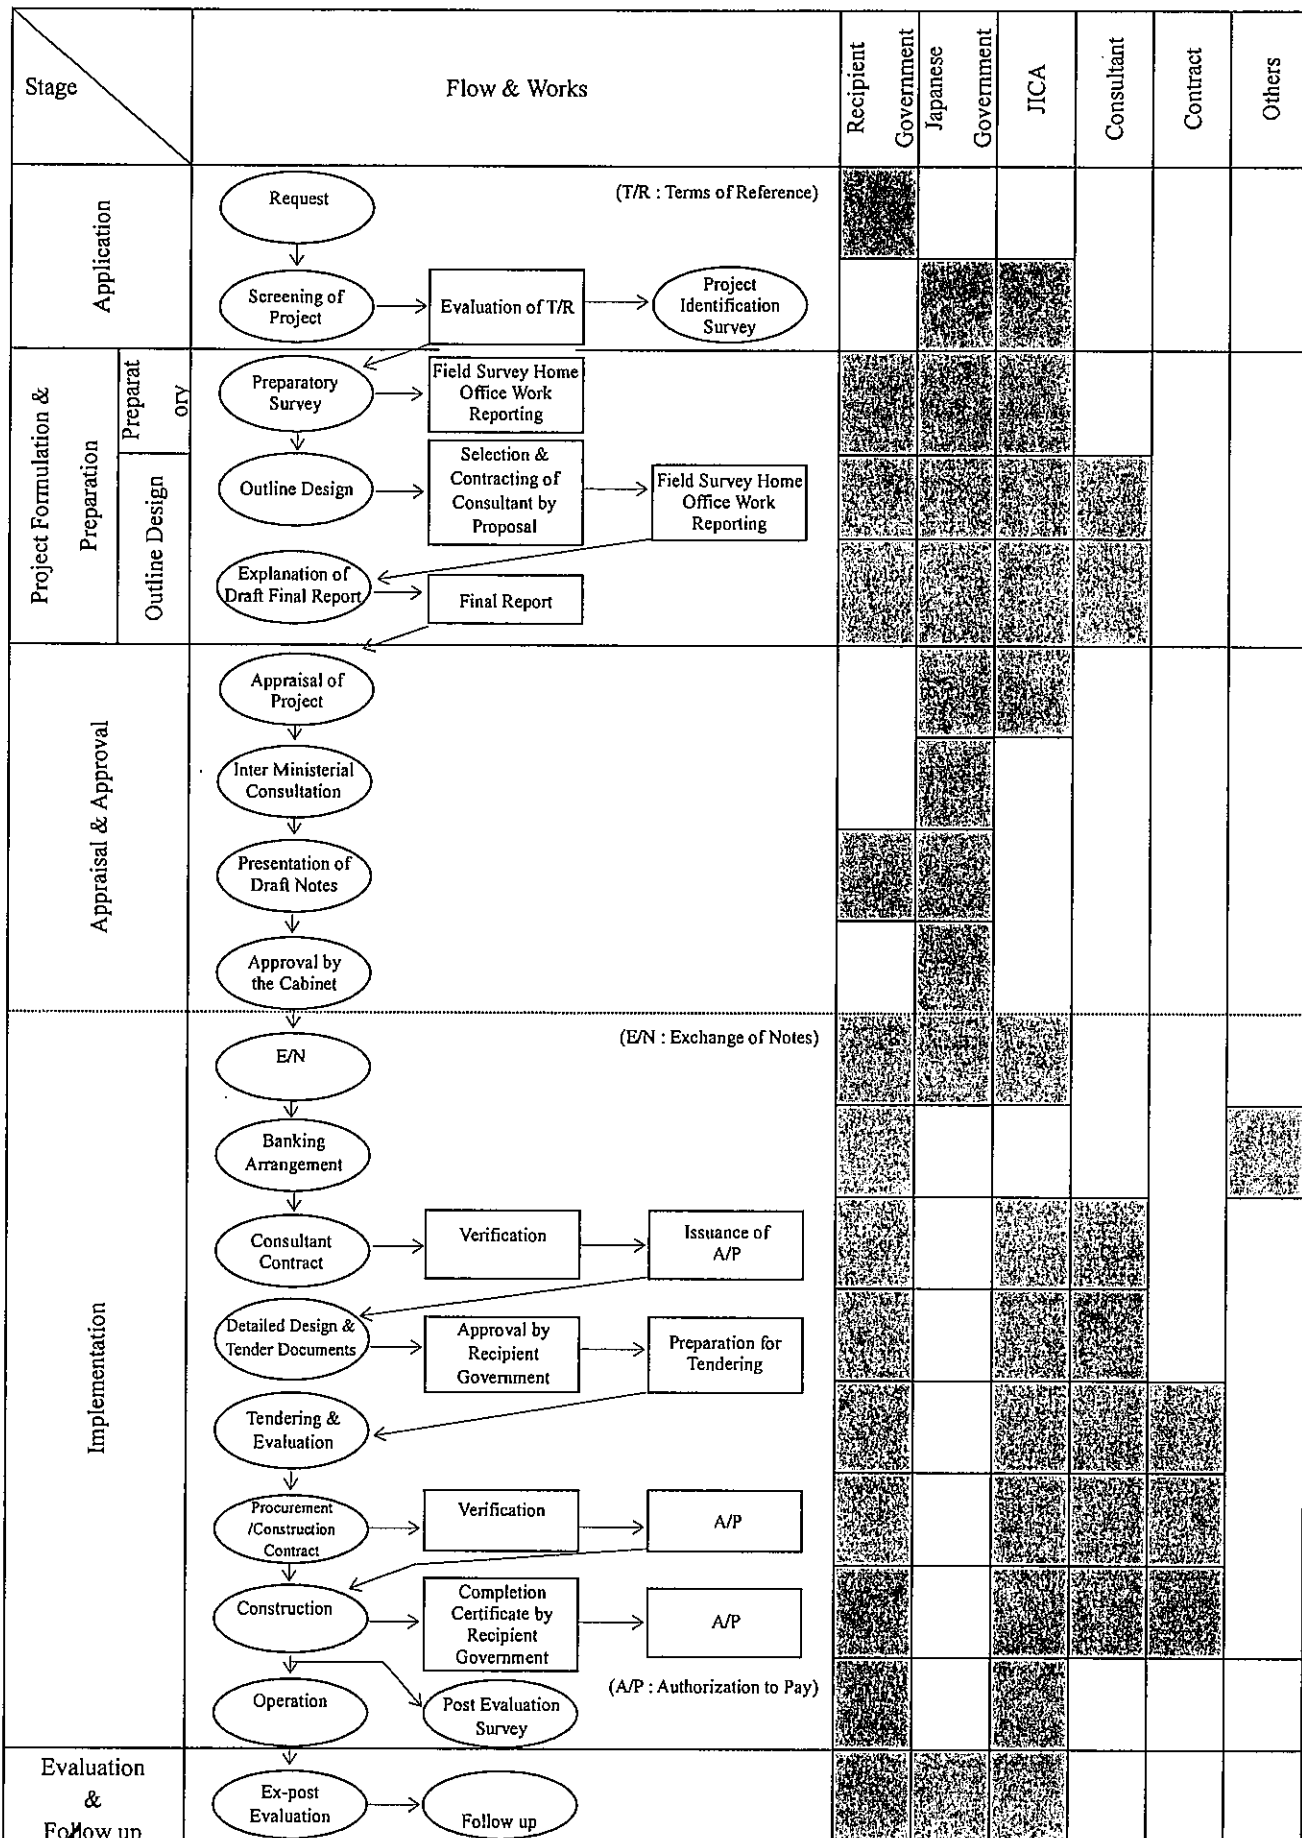 Stage
Flow & Works
Recipient
Government
Japanese
Government
JICA
Consultant
Contract
Others
Application
Request
(T/R : Terms of Reference)
Screening of
Project
Evaluation of T/R
Project
Identification
Survey
Project Formulation &
Preparation
Preparat
ory
Preparatory
Survey
Field Survey Home
Office Work
Reporting
Outline Design
Outline Design
Selection &
Contracting of
Consultant by
Proposal
Field Survey Home
Office Work
Reporting
Explanation of
Draft Final Report
Final Report
Appraisal & Approval
Appraisal of
Project
Inter Ministerial
Consultation
Presentation of
Draft Notes
Approval by
the Cabinet
Implementation
E/N
(E/N : Exchange of Notes)
Banking
Arrangement
Consultant
Contract
Verification
Issuance of
A/P
Detailed Design &
Tender Documents
Approval by
Recipient
Government
Preparation for
Tendering
Tendering &
Evaluation
Procurement
/Construction
Contract
Verification
A/P
Construction
Completion
Certificate by
Recipient
Government
A/P
Operation
Post Evaluation
Survey
(A/P : Authorization to Pay)
Evaluation
&
Follow up
Ex-post
Evaluation
Follow up